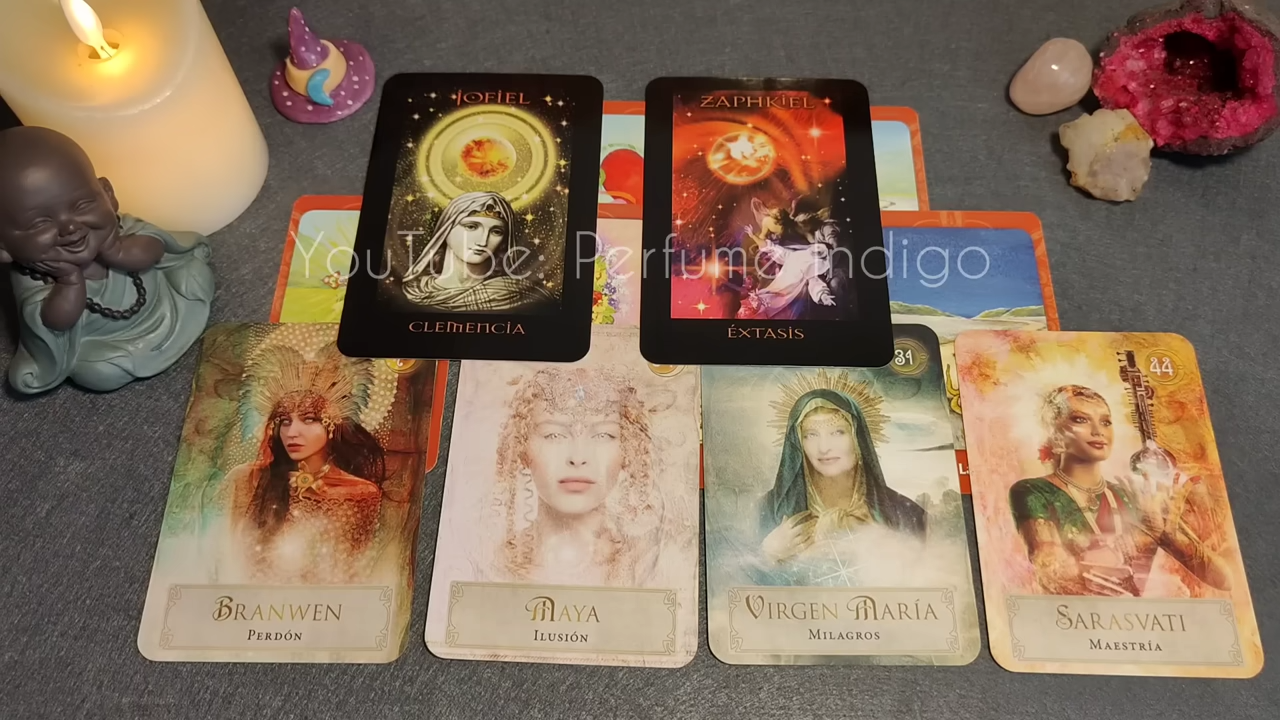 IOFIEL
ZAPHKIEL
YouTube: Perfume Indigo
CLEMENCIA
ÉXTASIS
31
44
BRANWEN
PERDÓN
MAYA
ILUSIÓN
VIRGEN MARÍA
MILAGROS
SARASVATI
MAESTRÍA